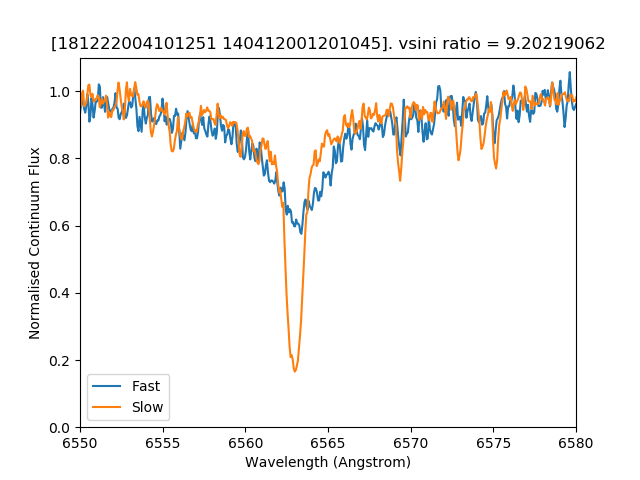 [181222004101251 140412001201045]. vsini ratio = 9.20219062
Normalised Continuum Flux
1.0
0.8
0.6
0.4
0.2
0.0
Fast
Slow
6550 6555 6560 6565 6570 6575 6580
Wavelength (Angstrom)